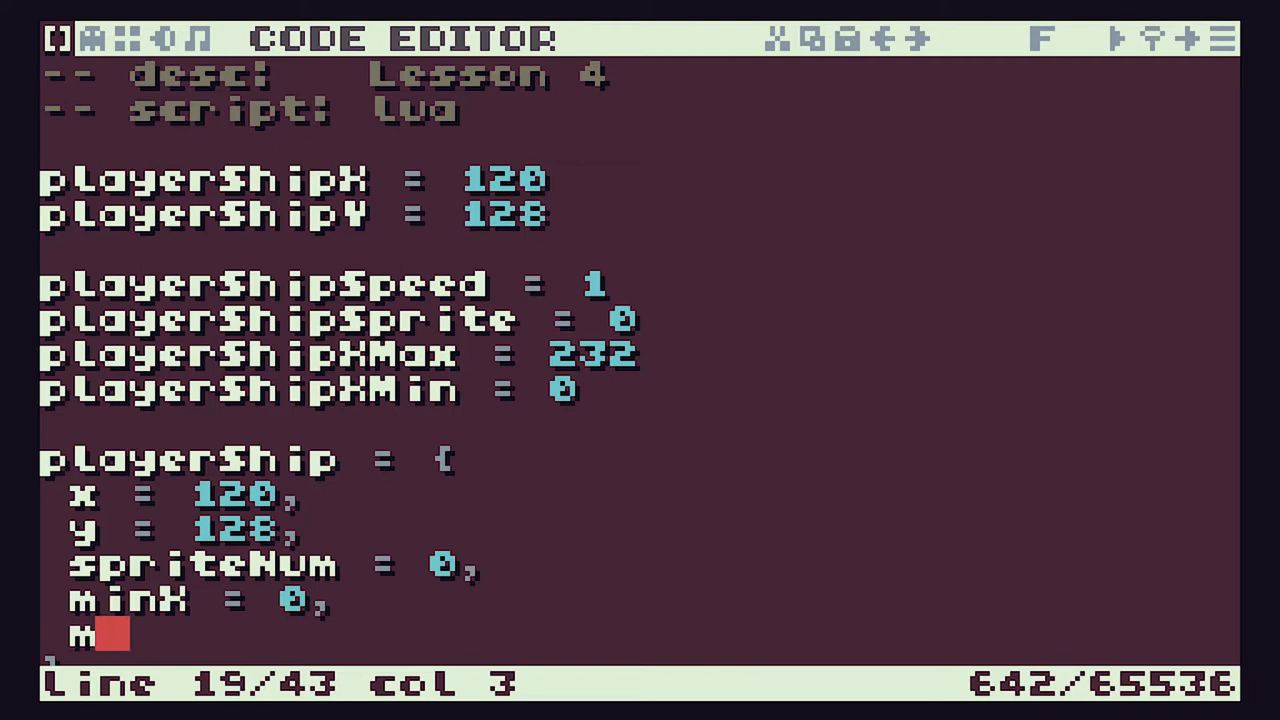 CODE EDITOR F
-- desc: Lesson 4
-- script: lua
playerShipX = 120
playerShipY = 128
playerShipSpeed = 1
playerShipSprite = 0
playerShipXMax = 232
playerShipXMin = 0
playerShip = {
x = 120,
y = 128,
spriteNum = 0,
minX = 0,
m
line 19/43 col 3 642/65536